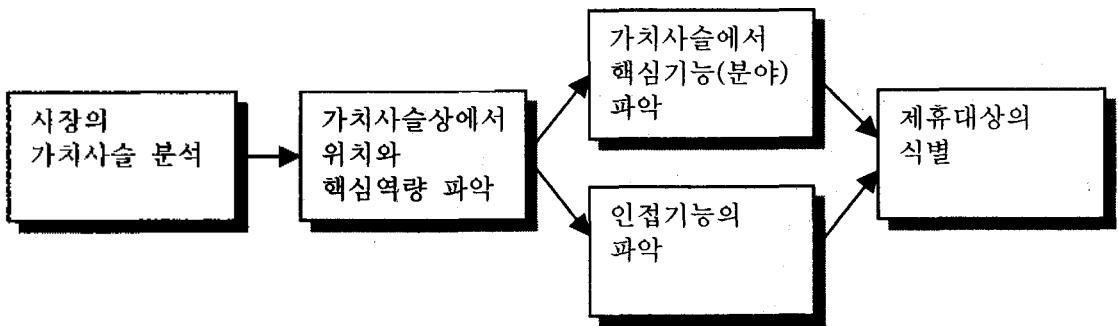 시장의
가치사슬 분석
가치사슬상에서
위치와
핵심역량 파악
가치사슬에서
핵심기능(분야)
파악
인접기능의
파악
제휴대상의
식별